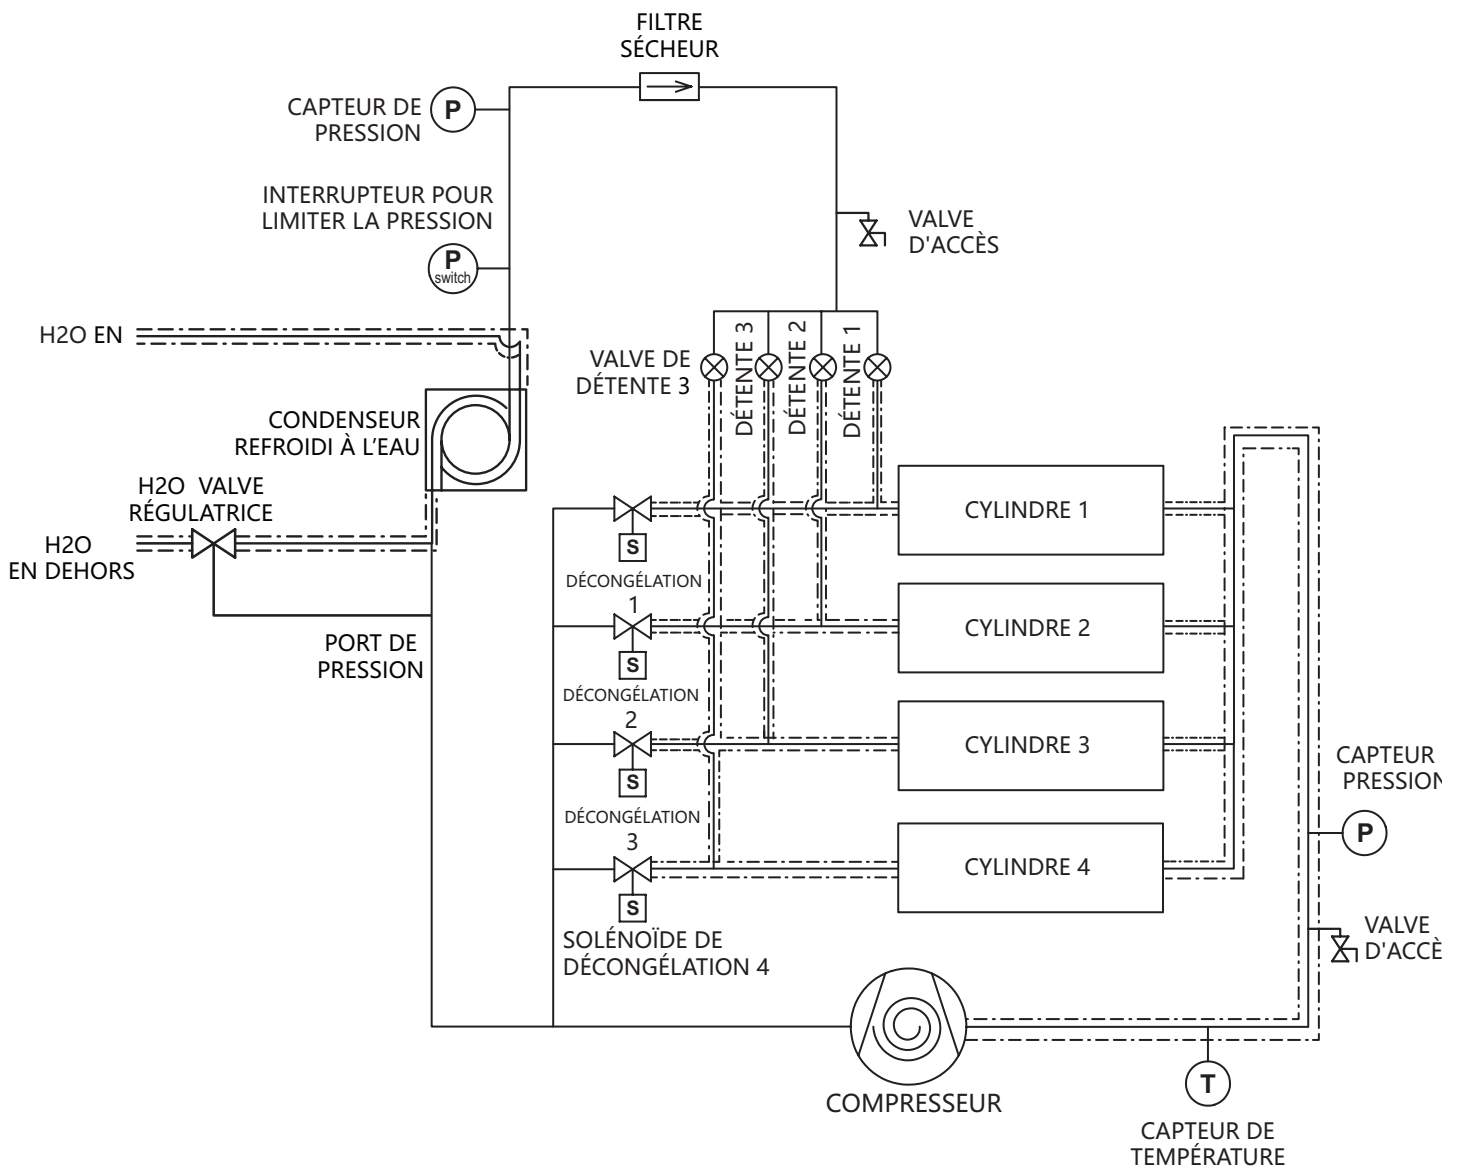 FILTRE
SÉCHEUR
CAPTEUR DE
PRESSION
P
INTERRUPTEUR POUR
LIMITER LA PRESSION
P
switch
VALVE
D'ACCÈS
H2O EN
VALVE DE
DÉTENTE 3
DÉTENTE 3
DÉTENTE 2
DÉTENTE 1
CONDENSEUR
REFROIDI À L'EAU
H2O VALVE
RÉGULATRICE
H2O
EN DEHORS
PORT DE
PRESSION
S
DÉCONGÉLATION
1
S
DÉCONGÉLATION
2
S
DÉCONGÉLATION
3
S
SOLÉNOÏDE DE
DÉCONGÉLATION 4
CYLINDRE 1
CYLINDRE 2
CYLINDRE 3
CYLINDRE 4
CAPTEUR
PRESSION
P
VALVE
D'ACCÈ
COMPRESSEUR
T
CAPTEUR DE
TEMPÉRATURE